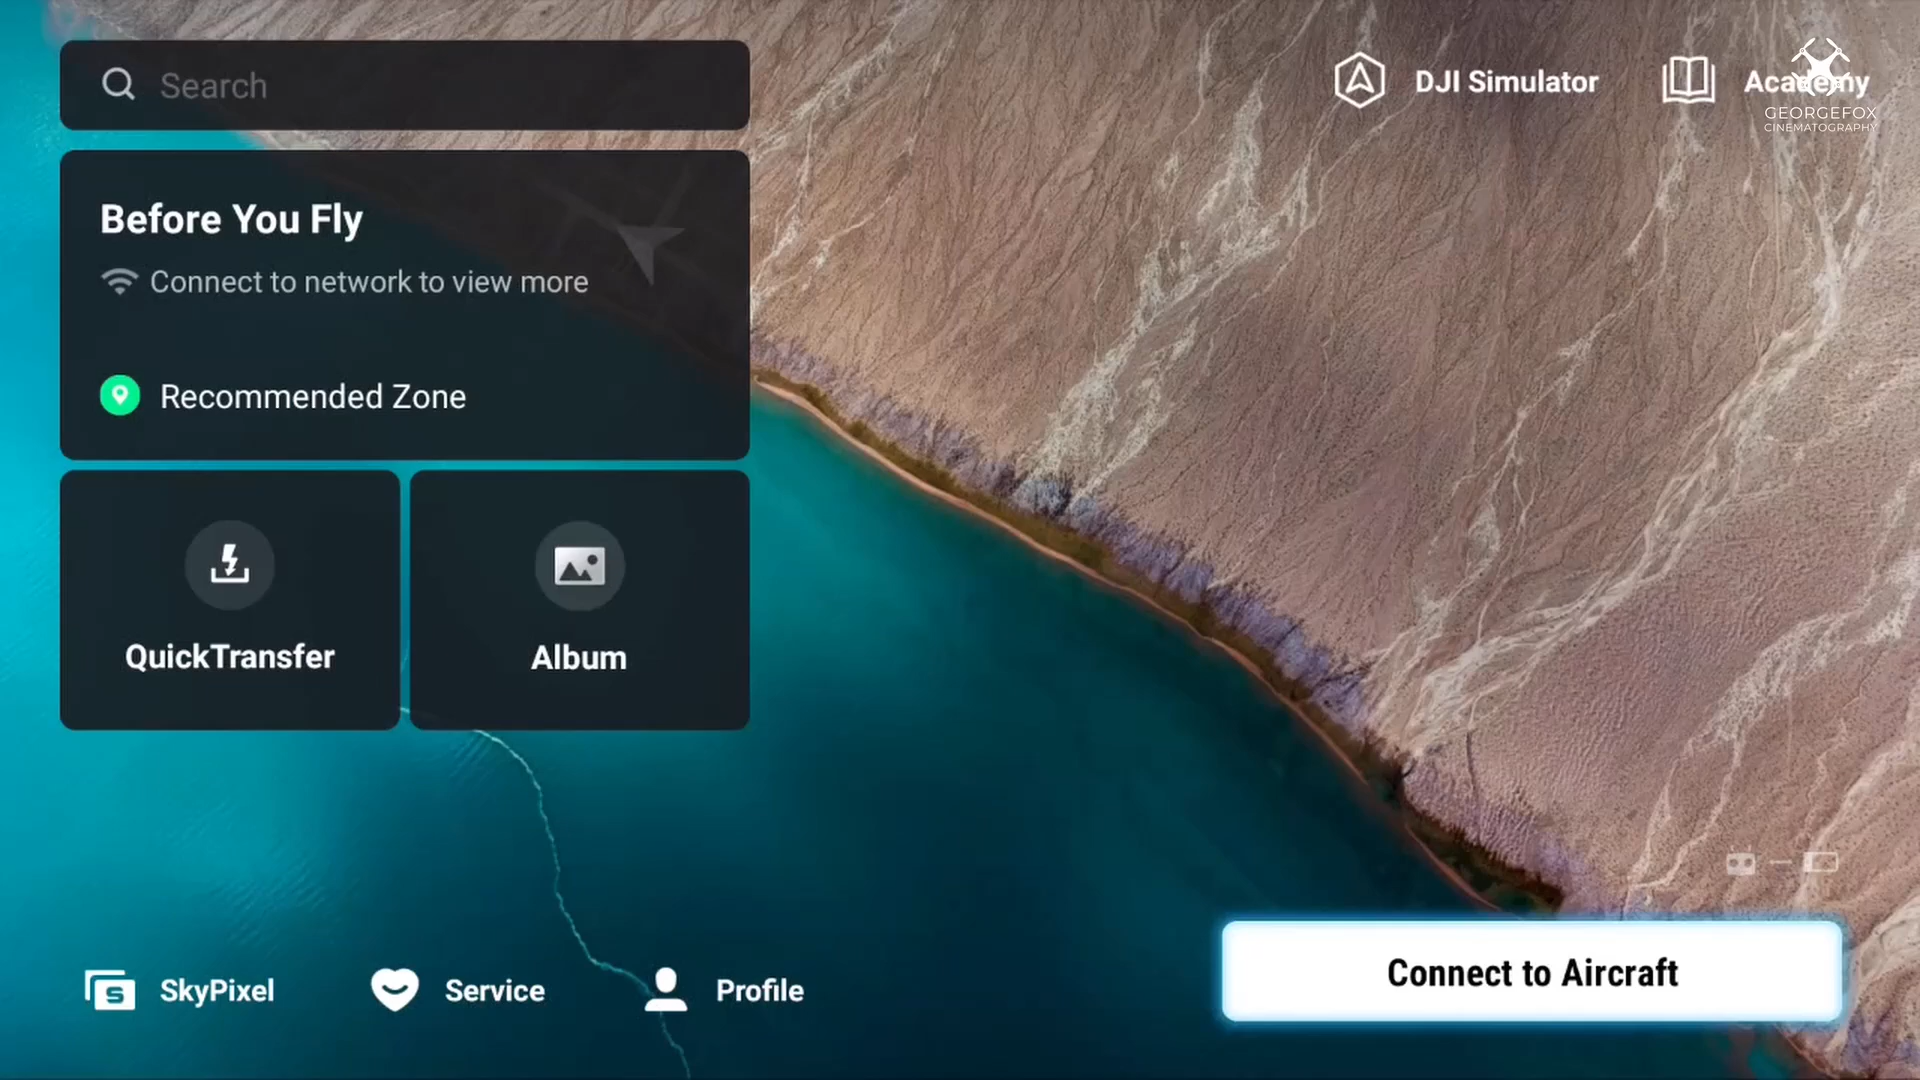 Search
DJI Simulator
Academy
GEORGEFOX
CINEMATOGRAPHY
Before You Fly
Connect to network to view more
Recommended Zone
QuickTransfer
Album
SkyPixel
Service
Profile
Connect to Aircraft